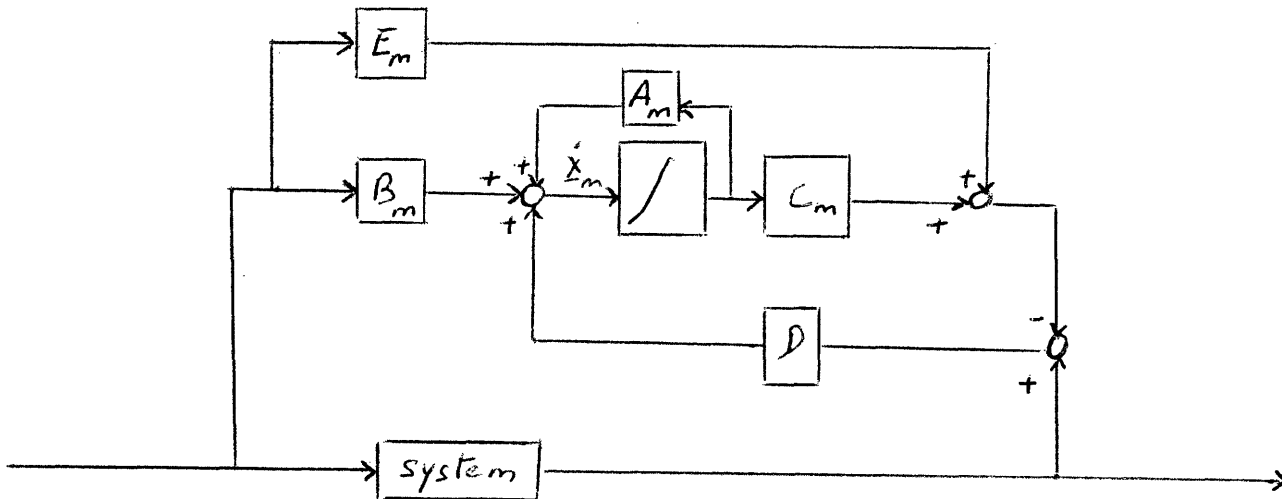 E_m
A_m
+
+
ẋ_m
+
B_m
+
C_m
+
+
-
D
+
system